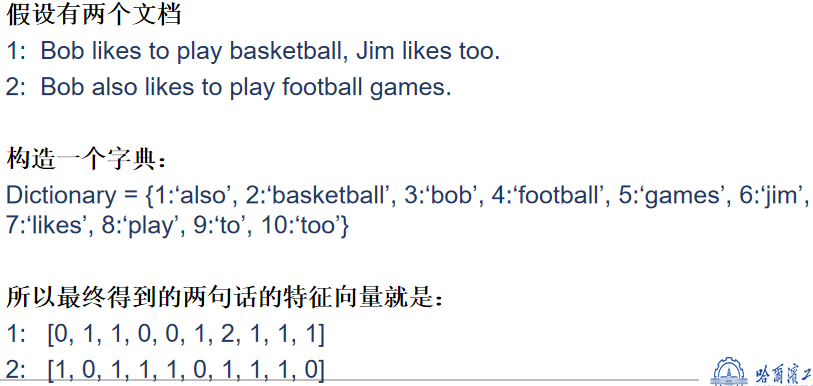 假设有两个文档
1: Bob likes to play basketball, Jim likes too.
2: Bob also likes to play football games.
构造一个字典：
Dictionary = {1:‘also’, 2:‘basketball’, 3:‘bob’, 4:‘football’, 5:‘games’, 6:‘jim’,
7:‘likes’, 8:‘play’, 9:‘to’, 10:‘too’}
所以最终得到的两句话的特征向量就是：
1: [0, 1, 1, 0, 0, 1, 2, 1, 1, 1]
2: [1, 0, 1, 1, 1, 0, 1, 1, 1, 0]
哈尔滨工